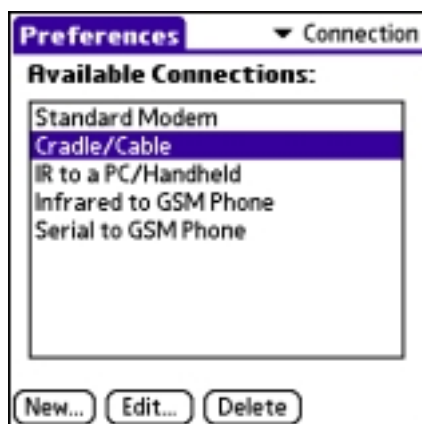 Preferences ▼ Connection
Available Connections:
Standard Modem
Cradle/Cable
IR to a PC/Handheld
Infrared to GSM Phone
Serial to GSM Phone
New... Edit... Delete